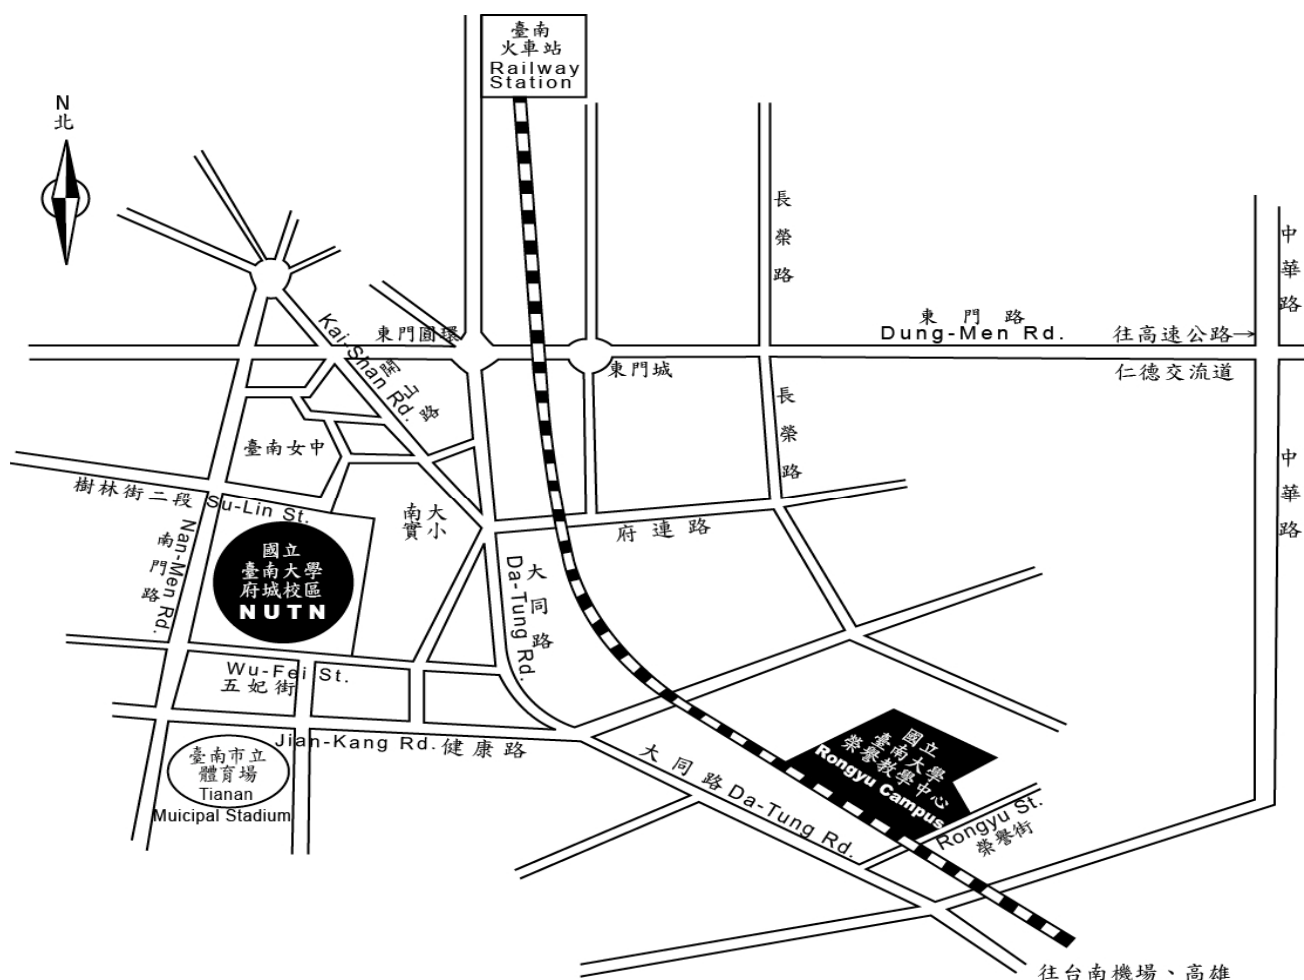 臺南
火車站
Railway
Station
N
北
長榮路
中華路
東門路
Dung-Men Rd.
往高速公路→
仁德交流道
東門圓環
Kai-Shan Rd.
開山路
東門城
長榮路
中華路
臺南女中
樹林街二段
Su-Lin St.
南大
實小
府連路
Nan-Men Rd.
南門路
國立
臺南大學
府城校區
NUTN
Da-Tung Rd.
大同路
Wu-Fei St.
五妃街
Jian-Kang Rd. 健康路
臺南市立
體育場
Tianan
Muicipal Stadium
大同路 Da-Tung Rd.
國立
臺南大學
榮譽教學中心
Rongyu Campus
Rongyu St.
榮譽街
往台南機場、高雄